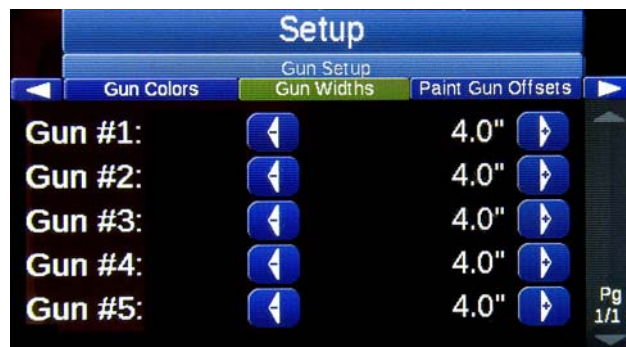 Setup
Gun Setup
Gun Colors Gun Widths Paint Gun Offsets
Gun #1: - 4.0" +
Gun #2: - 4.0" +
Gun #3: - 4.0" +
Gun #4: - 4.0" +
Gun #5: - 4.0" +
Pg
1/1